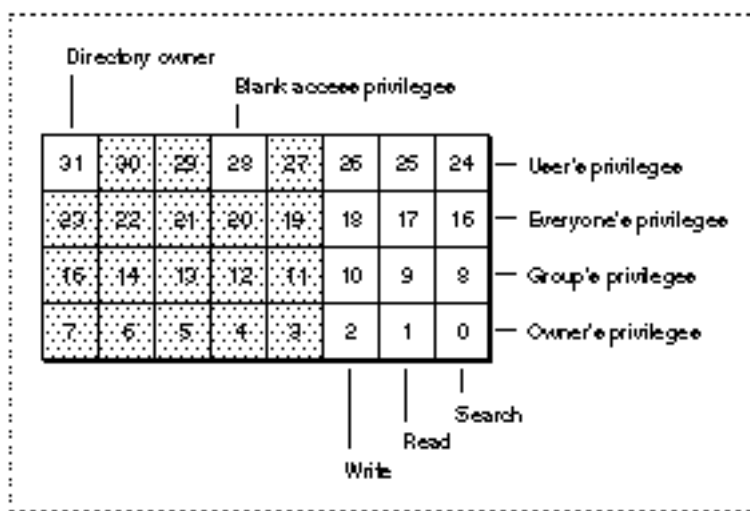 Directory owner
Blank access privileges
31 30 29 28 27 26 25 24 User's privileges
23 22 21 20 19 18 17 16 Everyone's privileges
15 14 13 12 11 10 9 8 Group's privileges
7 6 5 4 3 2 1 0 Owner's privileges
Search
Read
Write